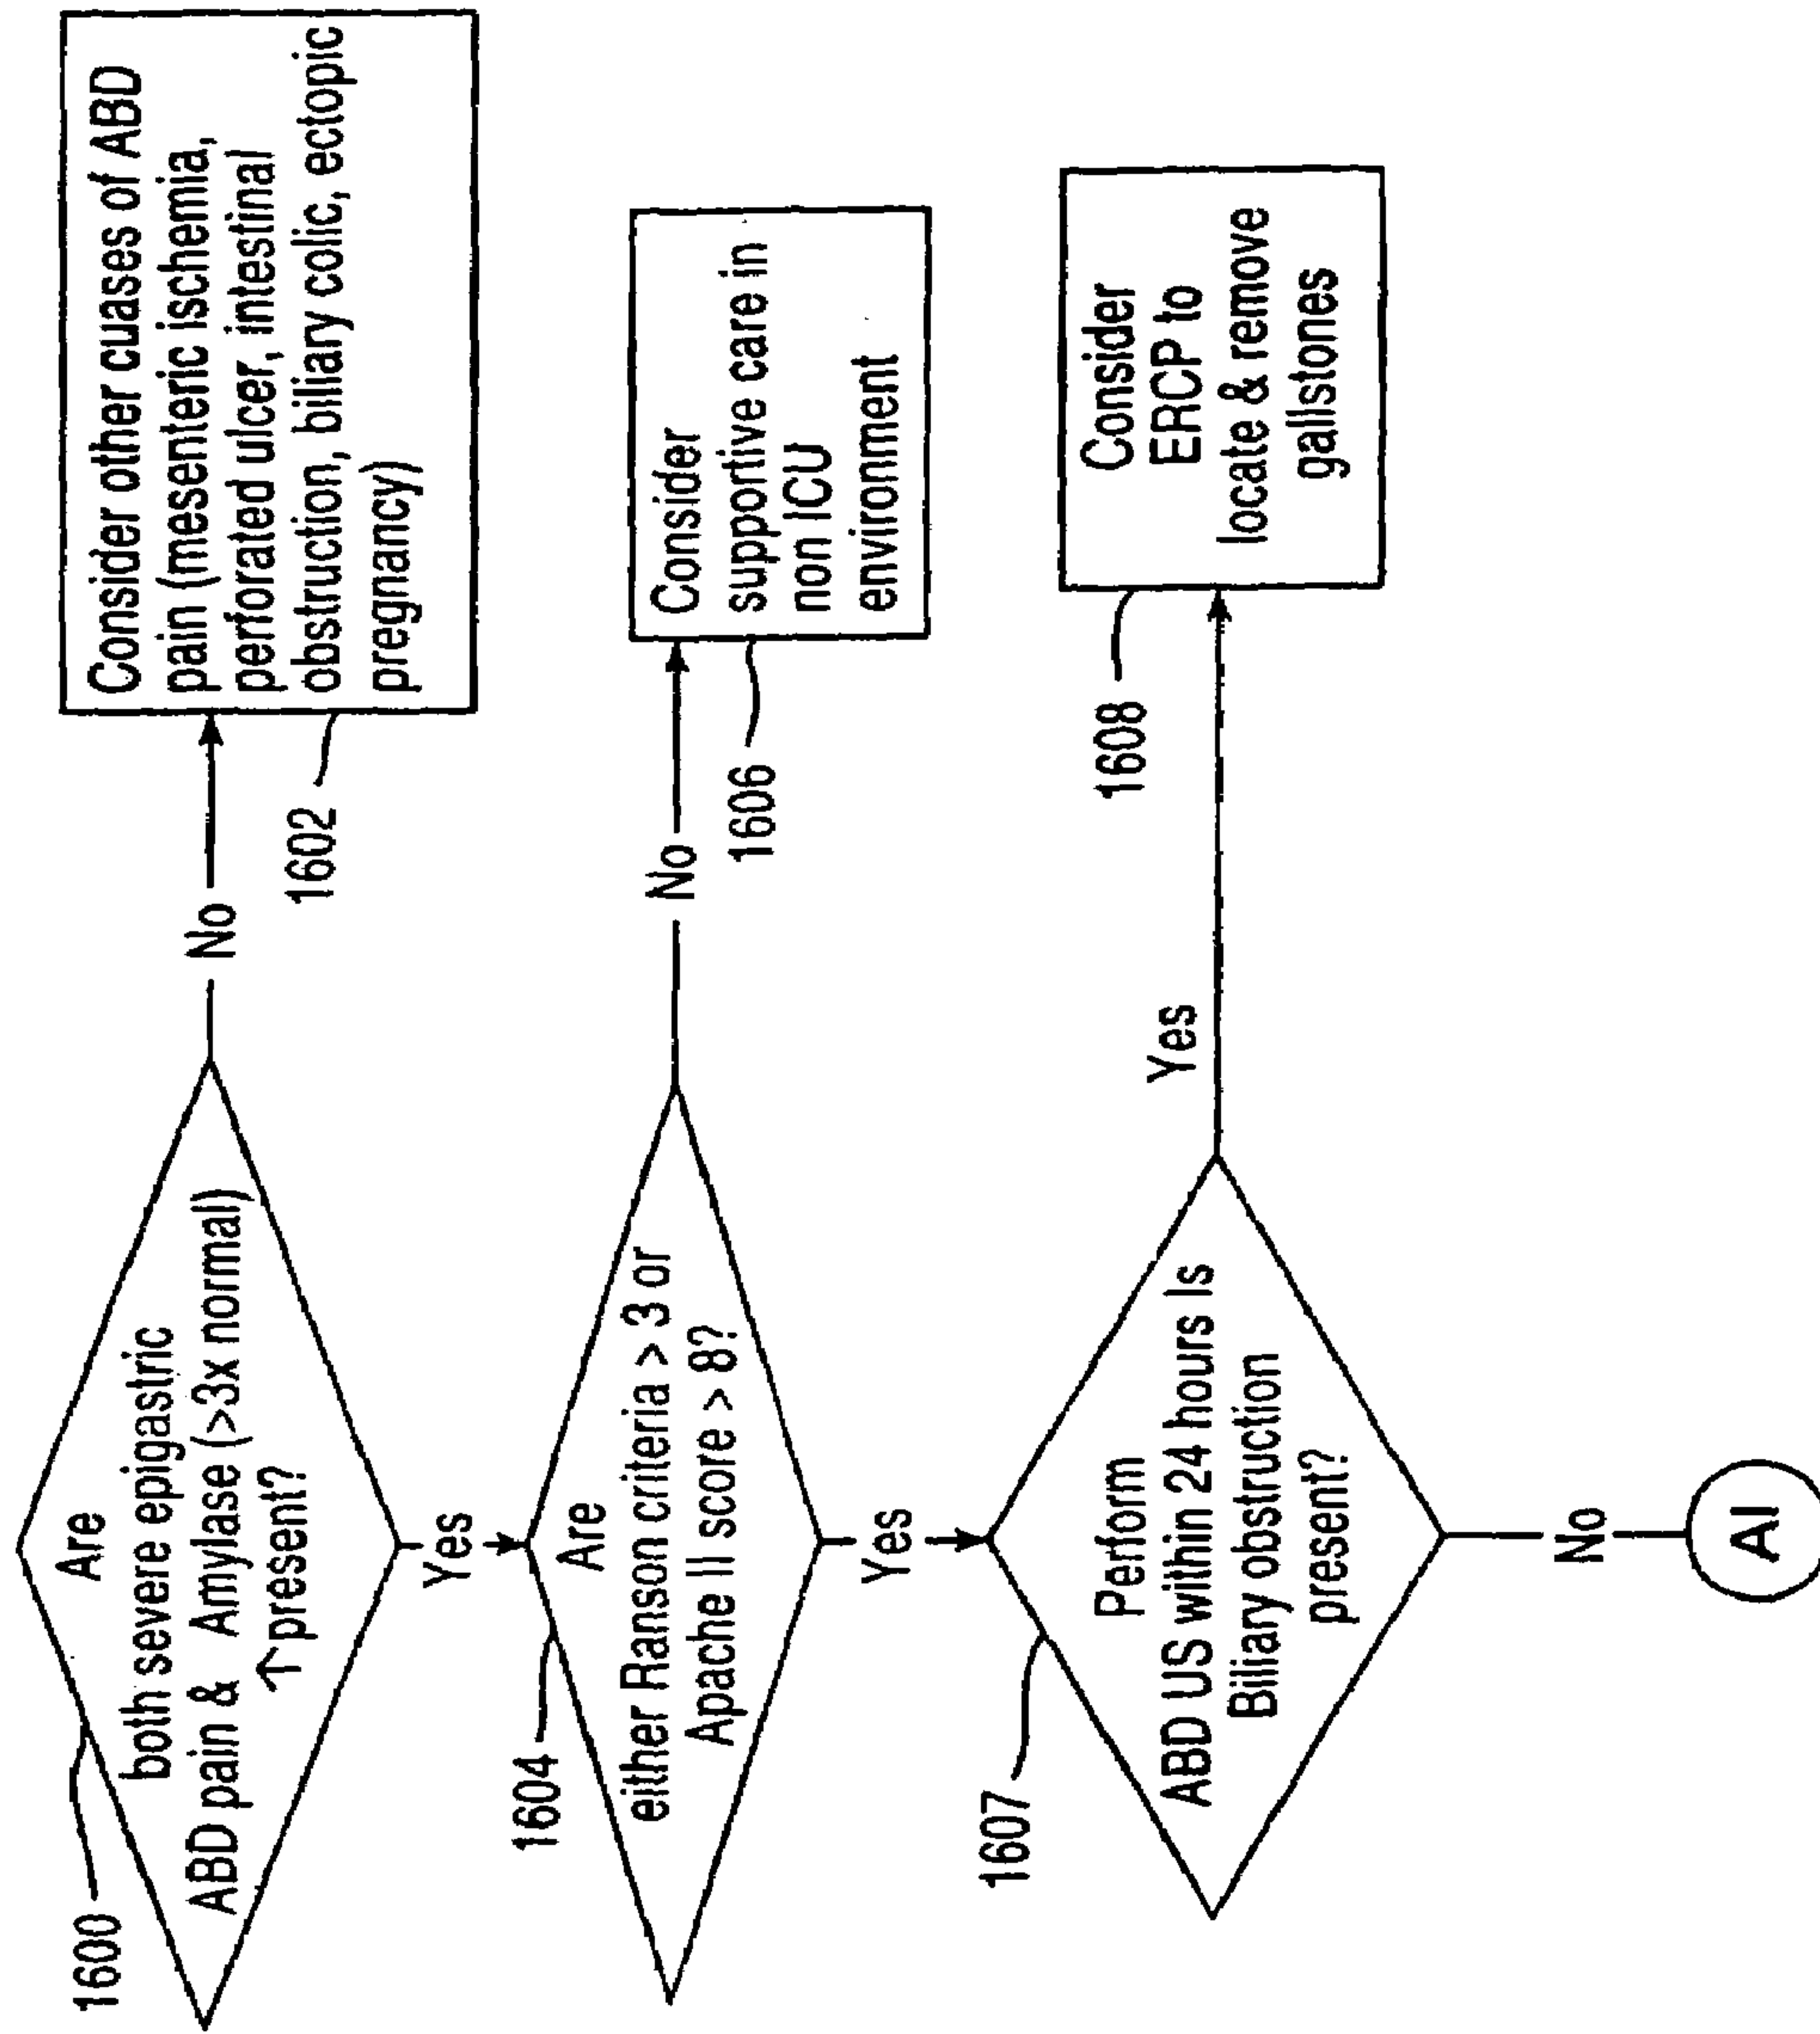 1600
Are
both severe epigastric
ABD pain & Amylase (>3x normal)
↑ present?
No
1602
Consider other cuases of ABD
pain (mesenteric ischemia,
perforated ulcer, intestinal
obstruction, biliary colic, ectopic
pregnancy)
Yes
1604
Are
either Ranson criteria > 3 or
Apache II score > 8?
No
1606
Consider
supportive care in
non ICU
environment
Yes
1607
Perform
ABD US within 24 hours Is
Biliary obstruction
present?
Yes
1608
Consider
ERCP to
locate & remove
gallstones
No
AI